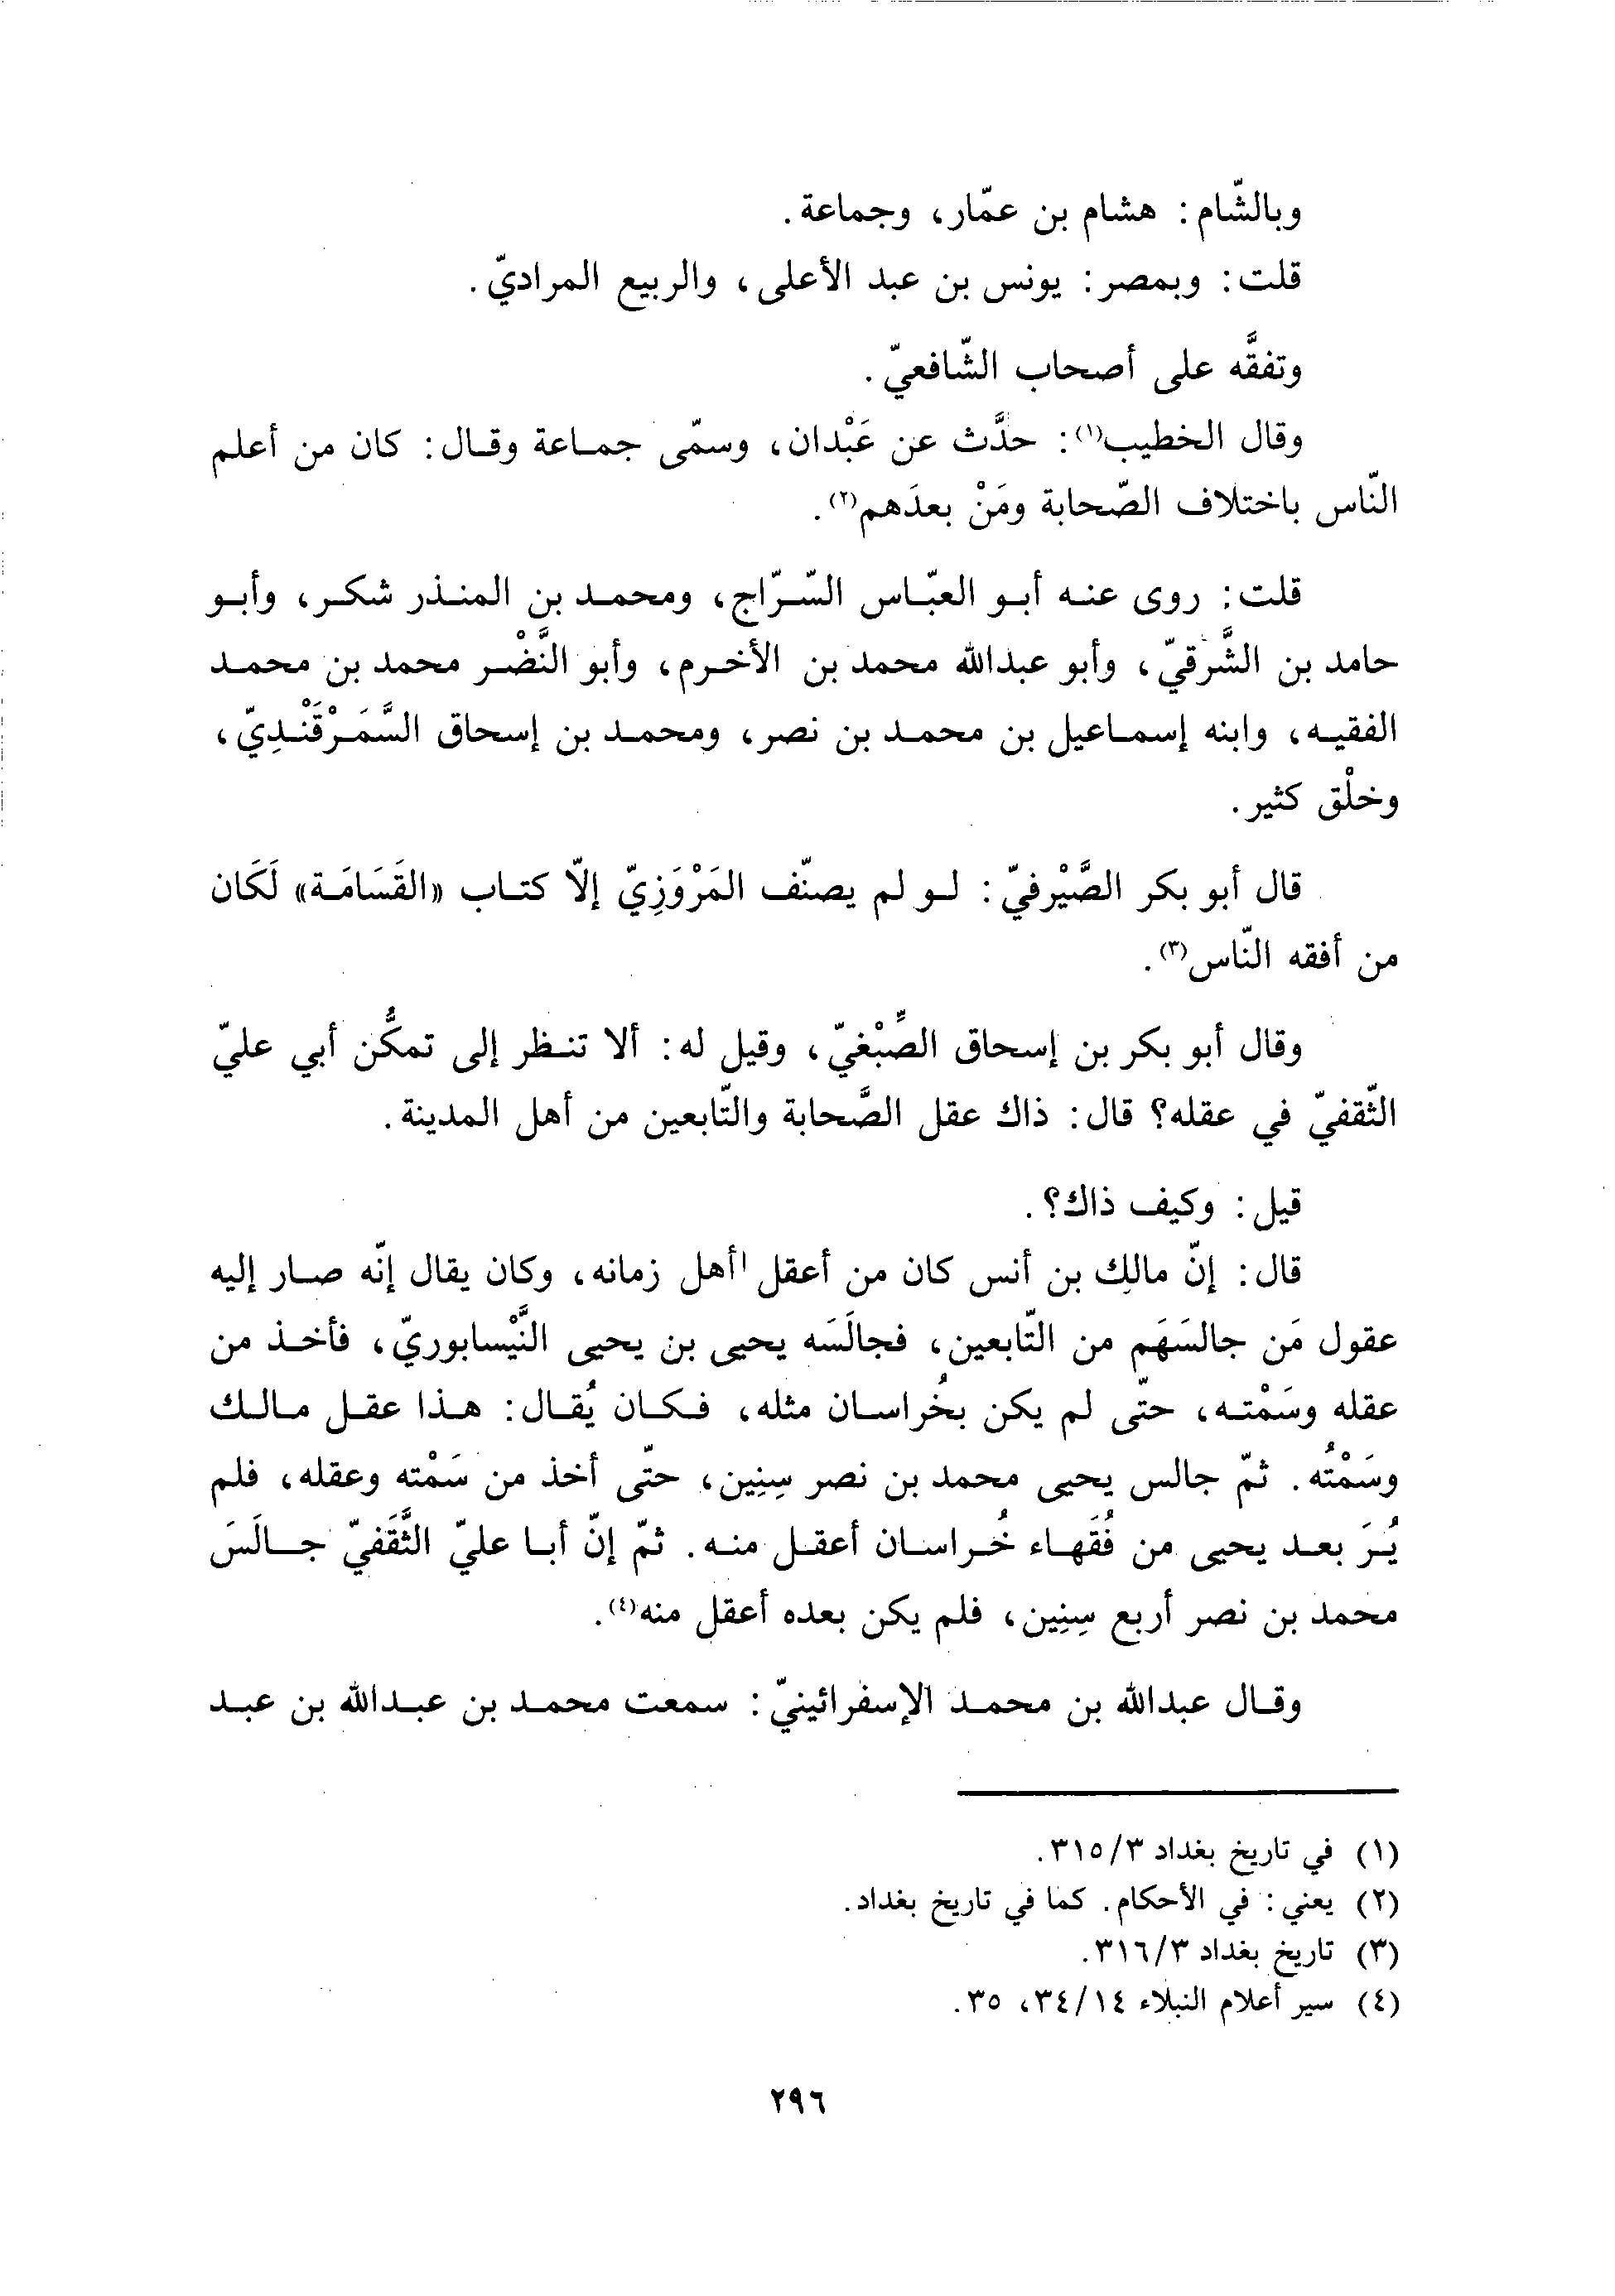 وبالشّام: هشام بن عمّار، وجماعة.
قلت: وبمصر: يونس بن عبد الأعلى، والربيع المراديّ.
وتفقَّه على أصحاب الشّافعيّ.
وقال الخطيب(١): حدَّث عن عَبْدان، وسمّى جماعة وقال: كان من أعلم
النّاس باختلاف الصّحابة ومَنْ بعدَهم(٢).
قلت: روى عنه أبو العبّاس السّرّاج، ومحمد بن المنذر شكر، وأبو
حامد بن الشَّرْقيّ، وأبو عبدالله محمد بن الأخرم، وأبو النَّضْر محمد بن محمد
الفقيه، وابنه إسماعيل بن محمد بن نصر، ومحمد بن إسحاق السَّمَرْقَنْديّ،
وخلْق كثير.
قال أبو بكر الصَّيْرفيّ: لو لم يصنّف المَرْوَزِيّ إلّا كتاب «القَسَامَة» لَكَان
من أفقه النّاس(٣).
وقال أبو بكر بن إسحاق الصِّبْغيّ، وقيل له: ألا تنظر إلى تمكُّن أبي عليّ
الثّقفيّ في عقله؟ قال: ذاك عقل الصَّحابة والتّابعين من أهل المدينة.
قيل: وكيف ذاك؟.
قال: إنّ مالك بن أنس كان من أعقل أهل زمانه، وكان يقال إنّه صار إليه
عقول مَن جالسَهَم من التّابعين، فجالَسَه يحيى بن يحيى النَّيْسابوريّ، فأخذ من
عقله وسَمْته، حتّى لم يكن بخُراسان مثله، فكان يُقال: هذا عقل مالك
وسَمْتُه. ثمّ جالس يحيى محمد بن نصر سِنِين، حتّى أخذ من سَمْته وعقله، فلم
يُرَ بعد يحيى من فُقَهاء خُراسان أعقل منه. ثمّ إنّ أبا عليّ الثَّقَفيّ جالَسَ
محمد بن نصر أربع سِنِين، فلم يكن بعده أعقل منه(٤).
وقال عبدالله بن محمد الإسفرائينيّ: سمعت محمد بن عبدالله بن عبد
(١) في تاريخ بغداد ٣/٣١٥.
(٢) يعني: في الأحكام. كما في تاريخ بغداد.
(٣) تاريخ بغداد ٣/٣١٦.
(٤) سير أعلام النبلاء ١٤/٣٤، ٣٥.
٢٩٦